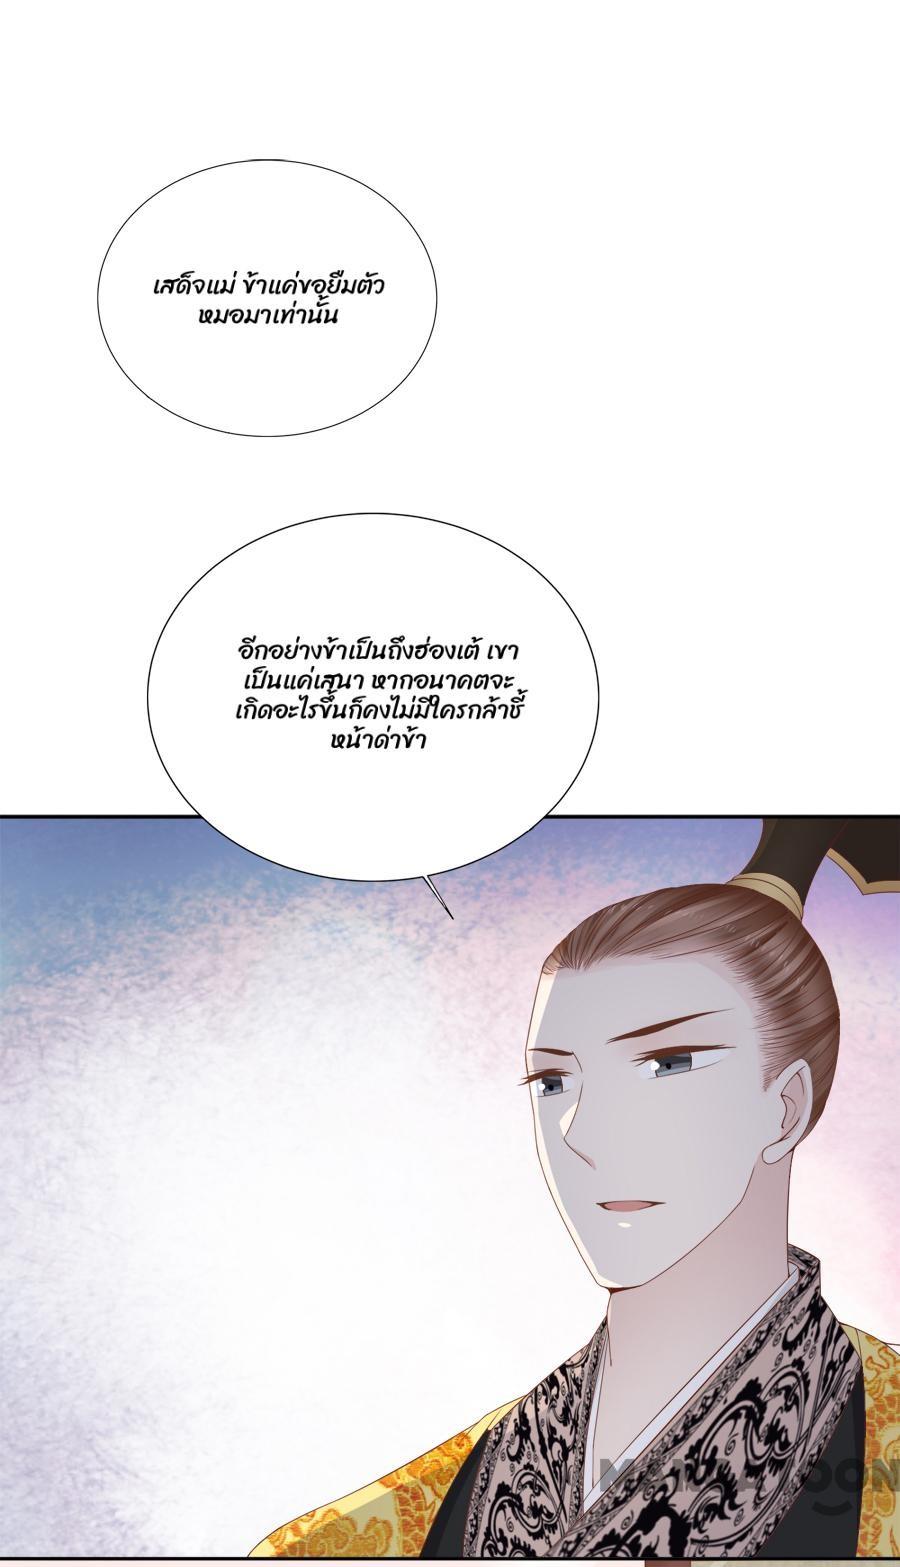 เสด็จแม่ ข้าแค่ขอยืมตัว
หมอมาเท่านั้น
อีกอย่างข้าเป็นถึงฮ่องเต้ เขา
เป็นแค่เสนา หากอนาคตจะ
เกิดอะไรขึ้นก็คงไม่มีใครกล้าชี้
หน้าด่าข้า